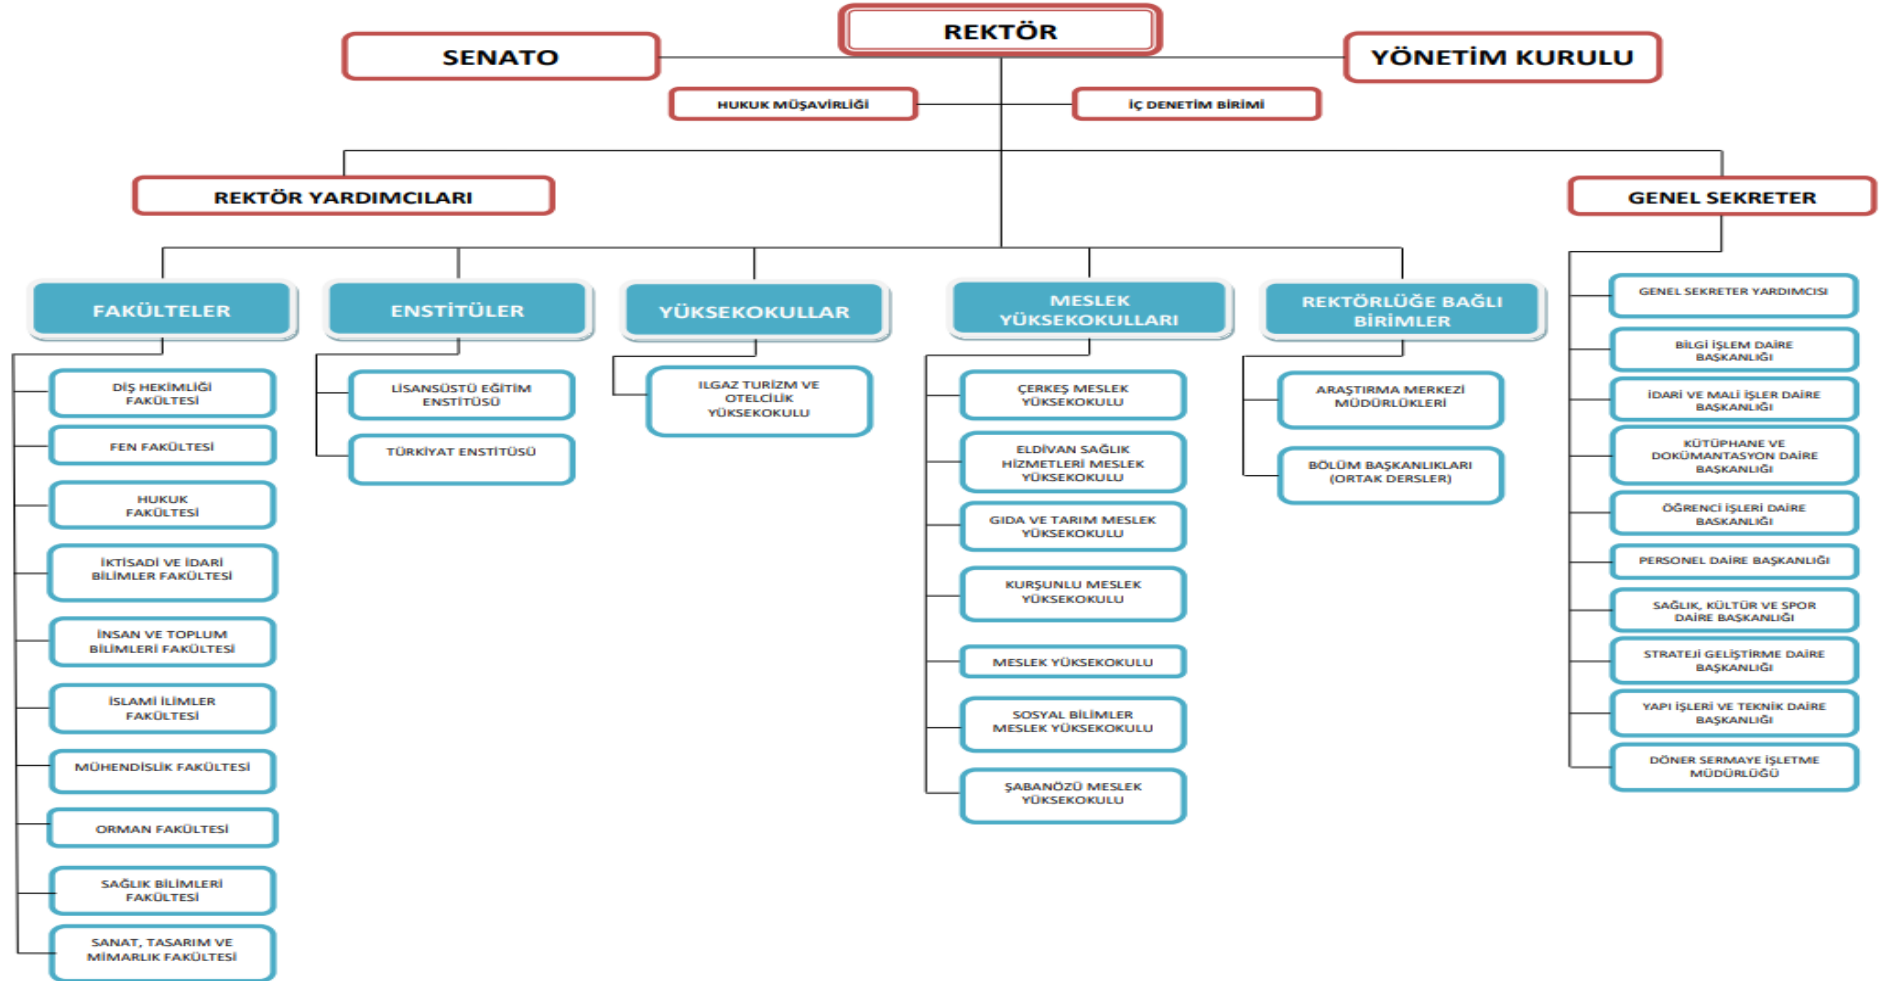 REKTÖR
SENATO
YÖNETİM KURULU
HUKUK MÜŞAVİRLİĞİ
İÇ DENETİM BİRİMİ
REKTÖR YARDIMCILARI
GENEL SEKRETER
FAKÜLTELER
DİŞ HEKİMLİĞİ
FAKÜLTESİ
FEN FAKÜLTESİ
HUKUK
FAKÜLTESİ
İKTİSADİ VE İDARİ
BİLİMLER FAKÜLTESİ
İNSAN VE TOPLUM
BİLİMLERİ FAKÜLTESİ
İSLAMİ İLİMLER
FAKÜLTESİ
MÜHENDİSLİK FAKÜLTESİ
ORMAN FAKÜLTESİ
SAĞLIK BİLİMLERİ
FAKÜLTESİ
SANAT, TASARIM VE
MİMARLIK FAKÜLTESİ
ENSTİTÜLER
LİSANSÜSTÜ EĞİTİM
ENSTİTÜSÜ
TÜRKİYAT ENSTİTÜSÜ
YÜKSEKOKULLAR
ILGAZ TURİZM VE
OTELCİLİK
YÜKSEKOKULU
MESLEK
YÜKSEKOKULLARI
ÇERKEŞ MESLEK
YÜKSEKOKULU
ELDİVAN SAĞLIK
HİZMETLERİ MESLEK
YÜKSEKOKULU
GIDA VE TARIM MESLEK
YÜKSEKOKULU
KURŞUNLU MESLEK
YÜKSEKOKULU
MESLEK YÜKSEKOKULU
SOSYAL BİLİMLER
MESLEK YÜKSEKOKULU
ŞABANÖZÜ MESLEK
YÜKSEKOKULU
REKTÖRLÜĞE BAĞLI
BİRİMLER
ARAŞTIRMA MERKEZİ
MÜDÜRLÜKLERİ
BÖLÜM BAŞKANLIKLARI
(ORTAK DERSLER)
GENEL SEKRETER YARDIMCISI
BİLGİ İŞLEM DAİRE
BAŞKANLIĞI
İDARİ VE MALİ İŞLER DAİRE
BAŞKANLIĞI
KÜTÜPHANE VE
DOKÜMANTASYON DAİRE
BAŞKANLIĞI
ÖĞRENCİ İŞLERİ DAİRE
BASKANLIĞI
PERSONEL DAİRE BAŞKANLIĞI
SAĞLIK, KÜLTÜR VE SPOR
DAİRE BAŞKANLIĞI
STRATEJİ GELİŞTİRME DAİRE
BAŞKANLIĞI
YAPI İŞLERİ VE TEKNİK DAİRE
BAŞKANLIĞI
DÖNER SERMAYE İŞLETME
MÜDÜRLÜĞÜ